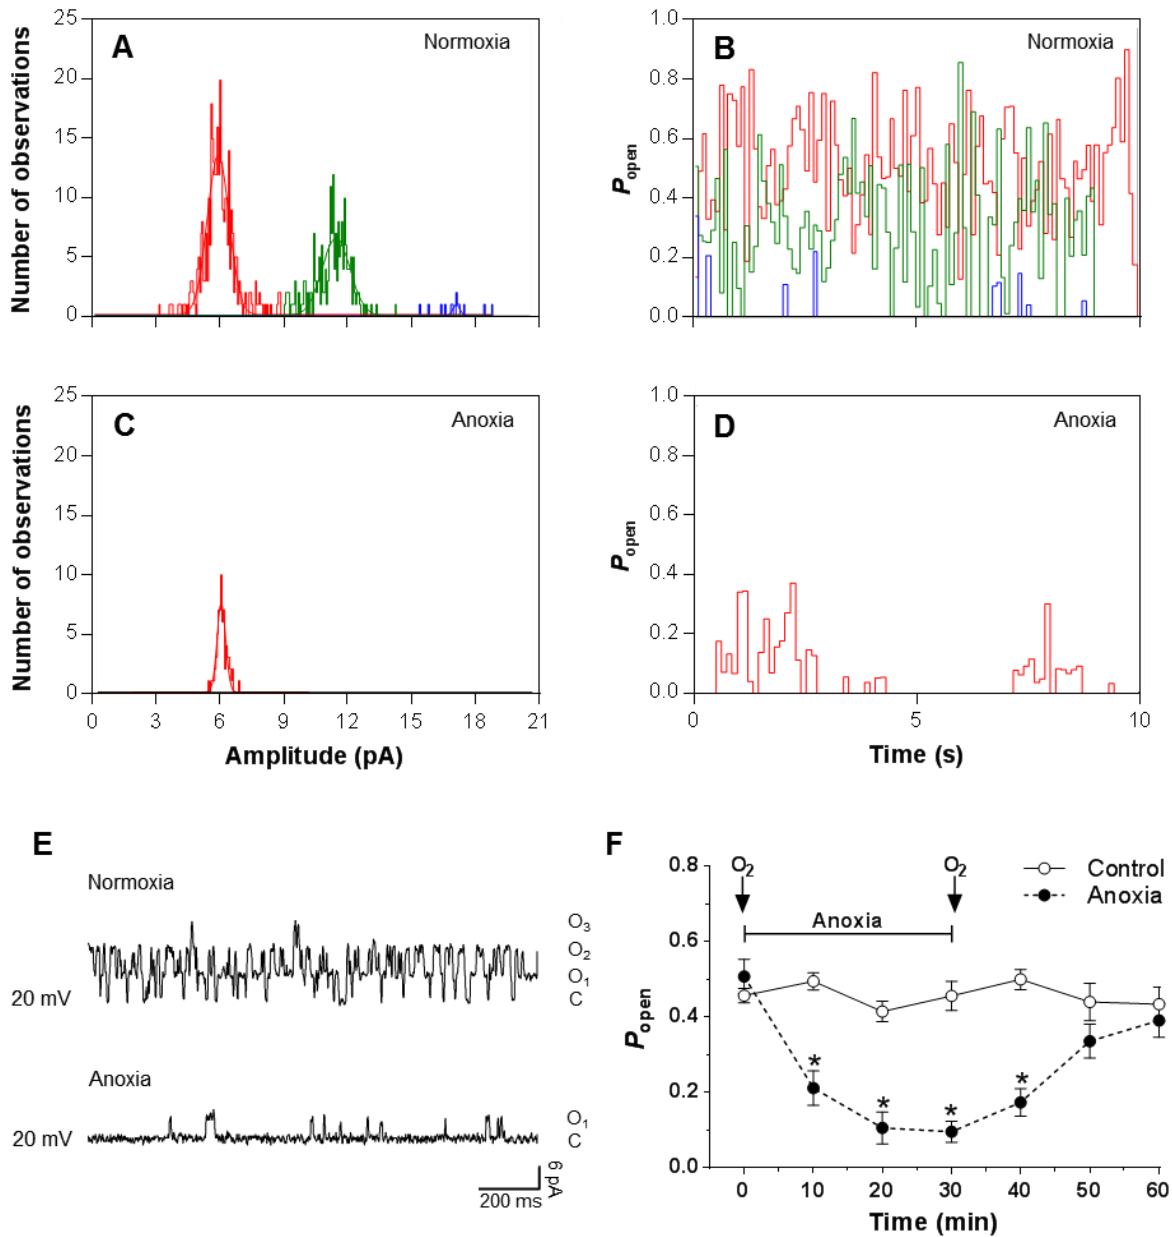 A
Normoxia
Number of observations
25
20
15
10
5
0
B
Normoxia
Popen
1.0
0.8
0.6
0.4
0.2
0.0
C
Anoxia
Number of observations
25
20
15
10
5
0
0 3 6 9 12 15 18 21
Amplitude (pA)
D
Anoxia
Popen
1.0
0.8
0.6
0.4
0.2
0.0
0 5 10
Time (s)
E
Normoxia
20 mV
O3
O2
O1
C
Anoxia
20 mV
O1
C
6 pA
200 ms
F
O2 O2
Control
Anoxia
Anoxia
Popen
0.8
0.6
0.4
0.2
0.0
* * * *
0 10 20 30 40 50 60
Time (min)